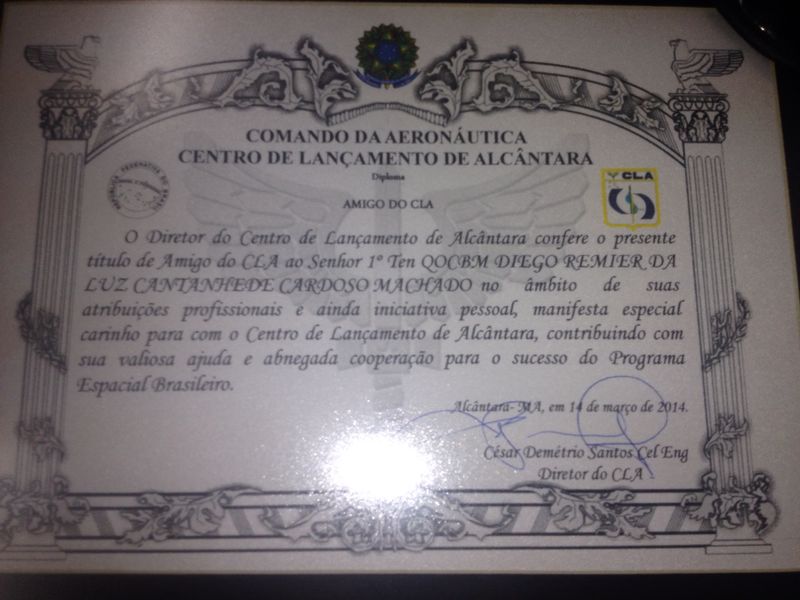 COMANDO DA AERONÁUTICA
CENTRO DE LANÇAMENTO DE ALCÂNTARA
Diploma
AMIGO DO CLA
REPÚBLICA FEDERATIVA DO BRASIL
CLA
O Diretor do Centro de Lançamento de Alcântara confere o presente
título de Amigo do CLA ao Senhor 1º Ten QOCBM DIEGO REMIER DA
LUZ CANTANHEDE CARDOSO MACHADO no âmbito de suas
atribuições profissionais e ainda iniciativa pessoal, manifesta especial
carinho para com o Centro de Lançamento de Alcântara, contribuindo com
sua valiosa ajuda e abnegada cooperação para o sucesso do Programa
Espacial Brasileiro.
Alcântara- MA, em 14 de março de 2014.
César Demétrio Santos Cel Eng
Diretor do CLA